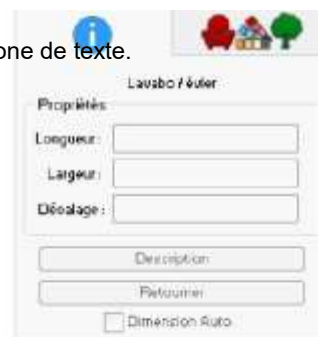 one de texte.
Lavabo / évier
Propriétés
Longueur :
Largeur :
Décalage :
Description
Retourner
Dimension Auto